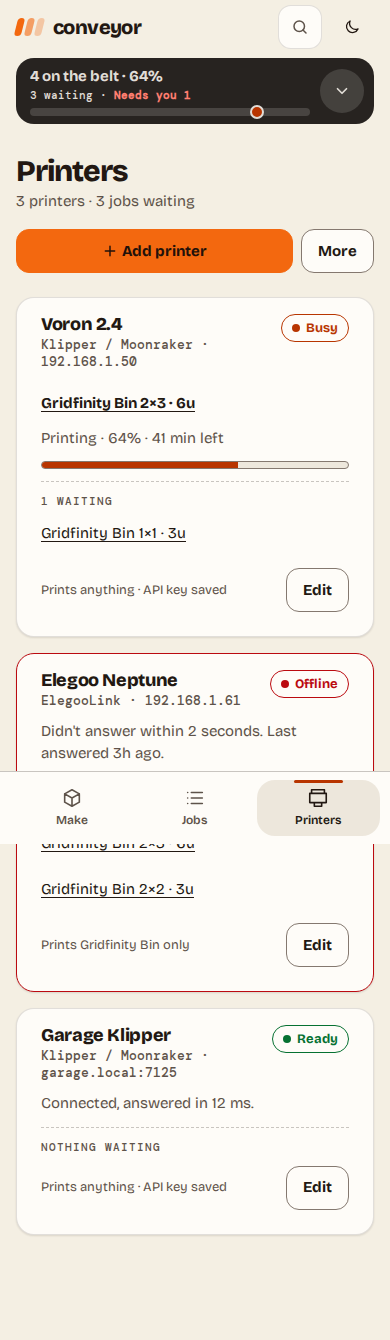 conveyor
4 on the belt · 64%
3 waiting · Needs you 1
Printers
3 printers · 3 jobs waiting
+ Add printer
More
Voron 2.4
Busy
Klipper / Moonraker ·
192.168.1.50
Gridfinity Bin 2×3 · 6u
Printing · 64% · 41 min left
1 WAITING
Gridfinity Bin 1×1 · 3u
Prints anything · API key saved
Edit
Elegoo Neptune
Offline
ElegooLink · 192.168.1.61
Didn't answer within 2 seconds. Last
answered 3h ago.
Make
Jobs
Printers
Gridfinity Bin 2×2 · 3u
Prints Gridfinity Bin only
Edit
Garage Klipper
Ready
Klipper / Moonraker ·
garage.local:7125
Connected, answered in 12 ms.
NOTHING WAITING
Prints anything · API key saved
Edit